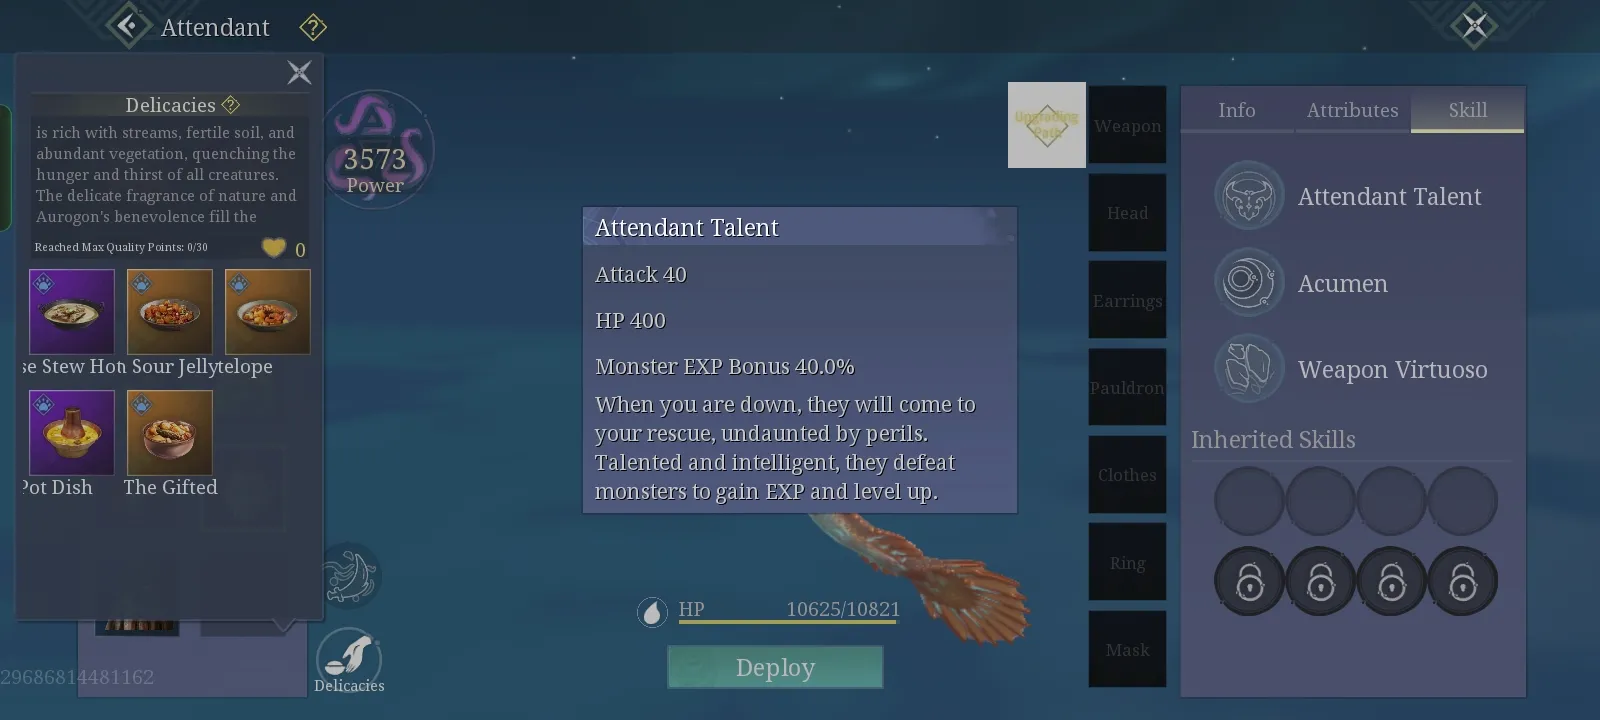 Attendant
Delicacies
is rich with streams, fertile soil, and
abundant vegetation, quenching the
hunger and thirst of all creatures.
The delicate fragrance of nature and
Aurogon's benevolence fill the
Reached Max Quality Points: 0/30
0
se Stew Hot Sour Jelly telope
Pot Dish
The Gifted
3573
Power
Delicacies
29686814481162
Attendant Talent
Attack 40
HP 400
Monster EXP Bonus 40.0%
When you are down, they will come to
your rescue, undaunted by perils.
Talented and intelligent, they defeat
monsters to gain EXP and level up.
HP 10625/10821
Deploy
Upgrading
Path
Weapon
Head
Earrings
Pauldron
Clothes
Ring
Mask
Info
Attributes
Skill
Attendant Talent
Acumen
Weapon Virtuoso
Inherited Skills